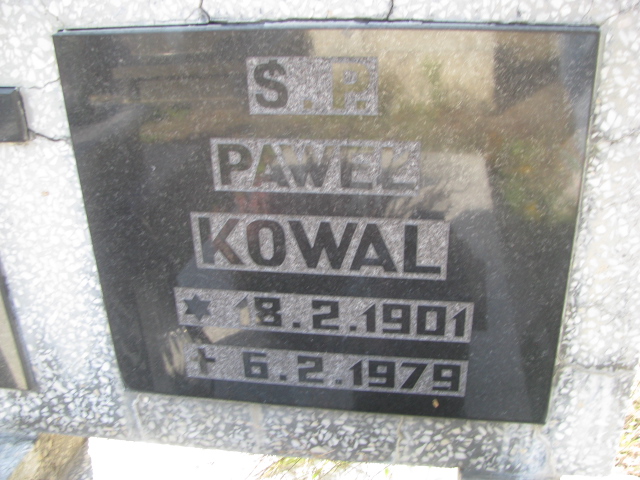 Ś.P.
PAWEŁ
KOWAL
* 18.2.1901
✝ 6.2.1979